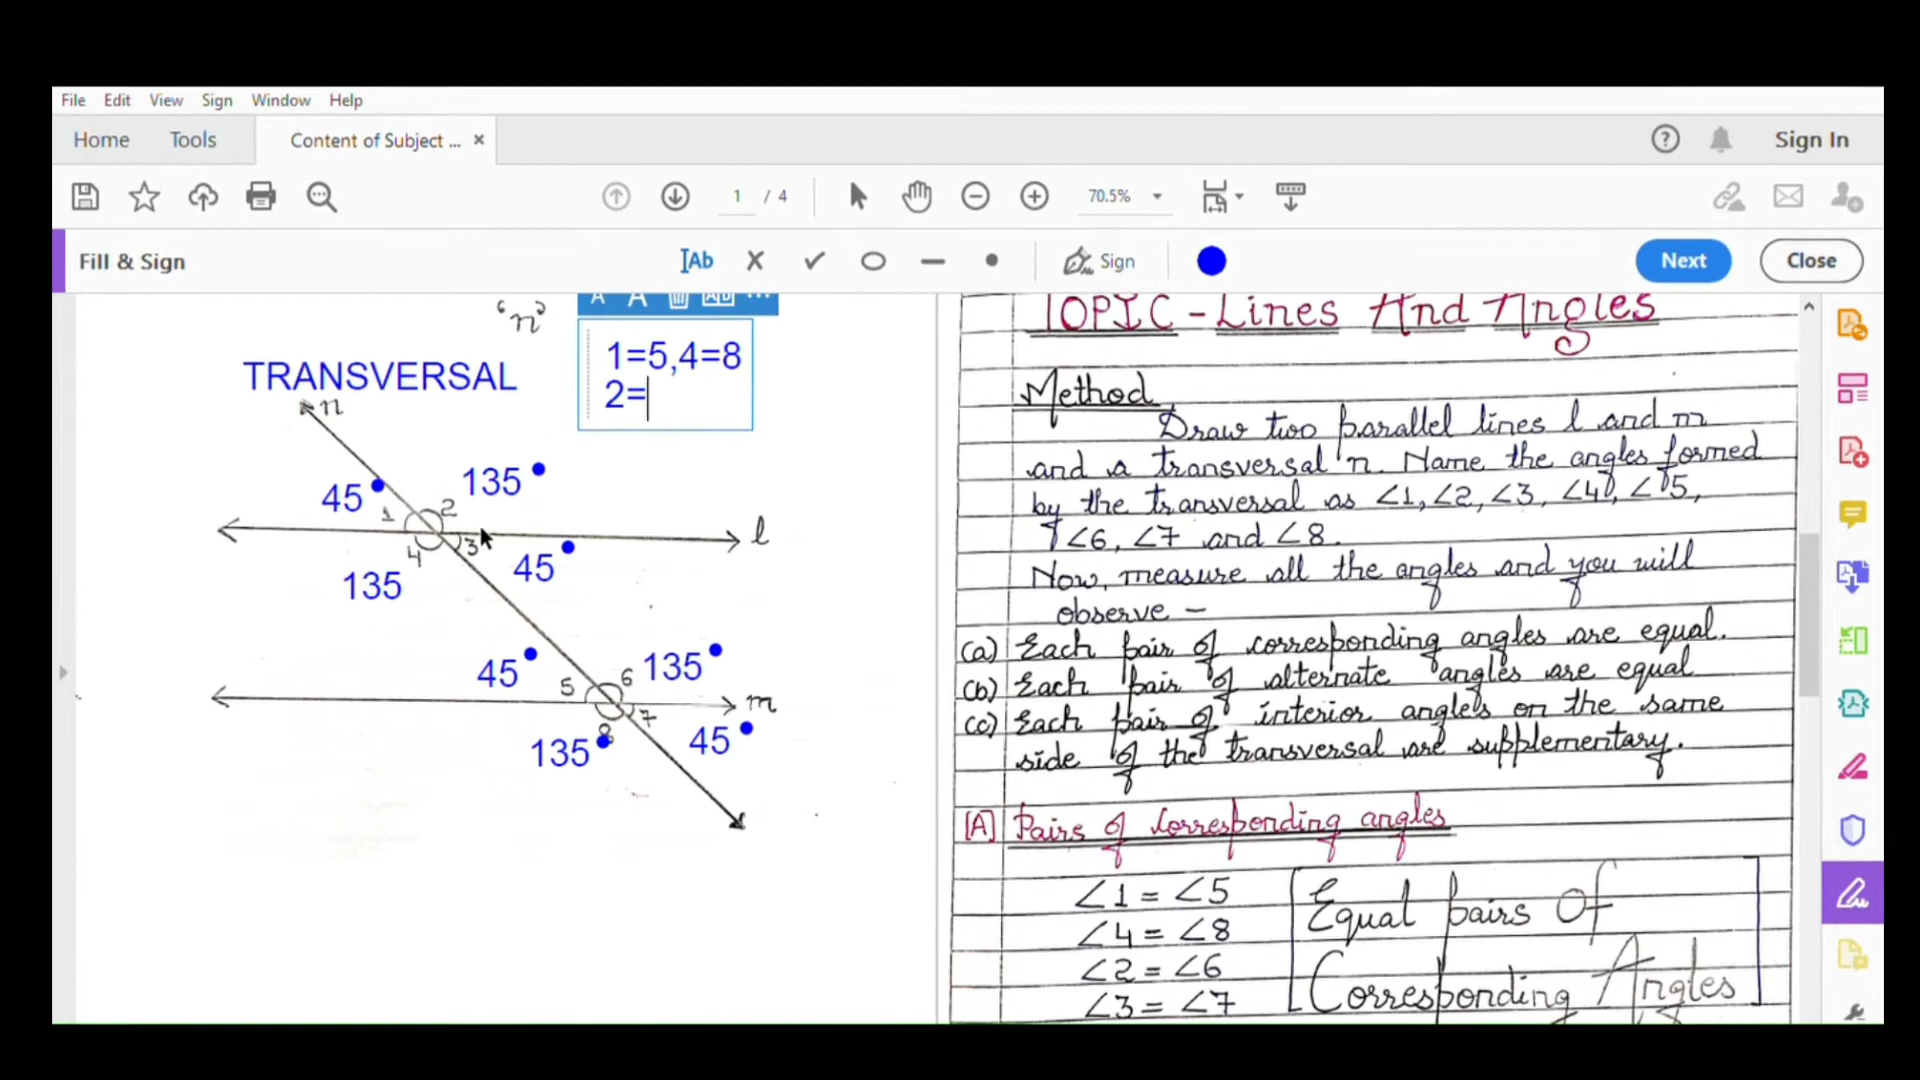 File Edit View Sign Window Help
Home Tools Content of Subject ... × Sign In
1 / 4 70.5%
Fill & Sign Ab Sign Next Close
'n'
1=5,4=8
2=
TRANSVERSAL
n
45 135
1 2
l
4 3
135 45
45 135
5 6
m
8 7
135 45
TOPIC - Lines And Angles
Method
Draw two parallel lines l and m
and a transversal n. Name the angles formed
by the transversal as ∠1, ∠2, ∠3, ∠4, ∠5,
∠6, ∠7 and ∠8.
Now, measure all the angles and you will
observe –
(a) Each pair of corresponding angles are equal.
(b) Each pair of alternate angles are equal
(c) Each pair of interior angles on the same
side of the transversal are supplementary.
[A] Pairs of corresponding angles
∠1 = ∠5
∠4 = ∠8
∠2 = ∠6
∠3 = ∠7
Equal pairs Of
Corresponding Angles